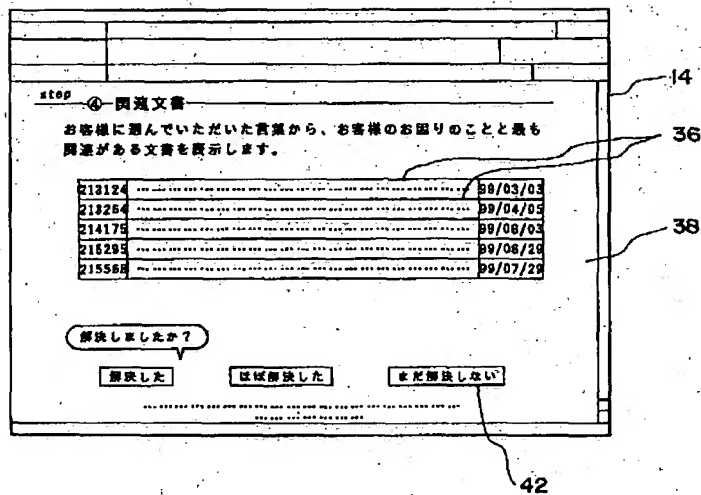 step
④ 関連文書
お客様に選んでいただいた言葉から、お客様のお困りのことと最も
関連がある文書を表示します。
213124 99/03/03
213264 99/04/05
214175 99/08/03
215295 99/08/29
215568 99/07/29
解決しましたか?
解決した ほぼ解決した まだ解決しない
14
36
38
42